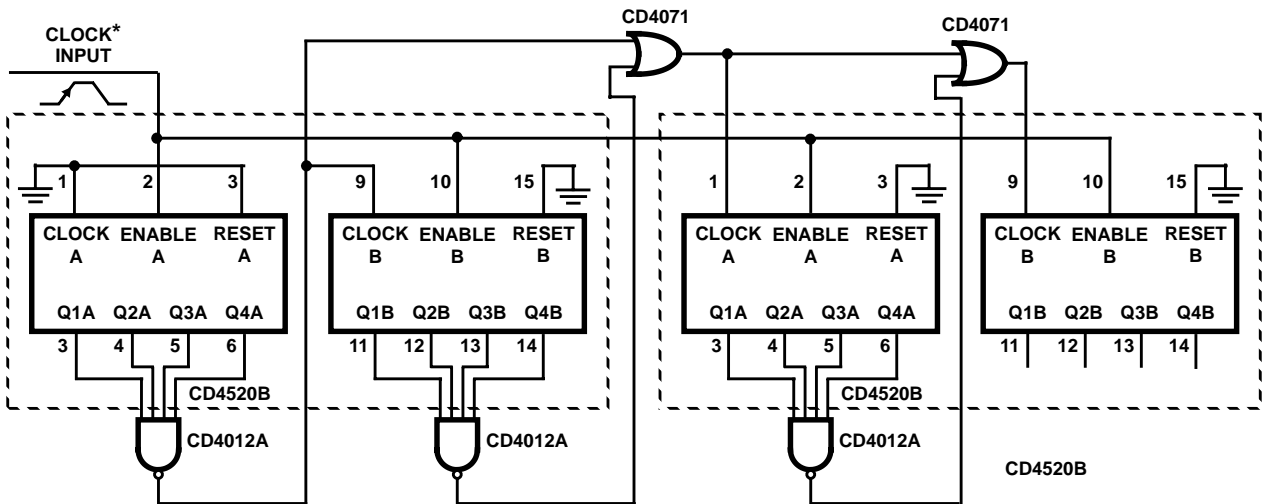 CD4071
CD4071
CLOCK*
INPUT
1 2 3 9 10 15 1 2 3 9 10 15
CLOCK A ENABLE A RESET A
CLOCK B ENABLE B RESET B
CLOCK A ENABLE A RESET A
CLOCK B ENABLE B RESET B
Q1A Q2A Q3A Q4A
Q1B Q2B Q3B Q4B
Q1A Q2A Q3A Q4A
Q1B Q2B Q3B Q4B
3 4 5 6 11 12 13 14 3 4 5 6 11 12 13 14
CD4520B
CD4520B
CD4012A
CD4012A
CD4012A
CD4520B